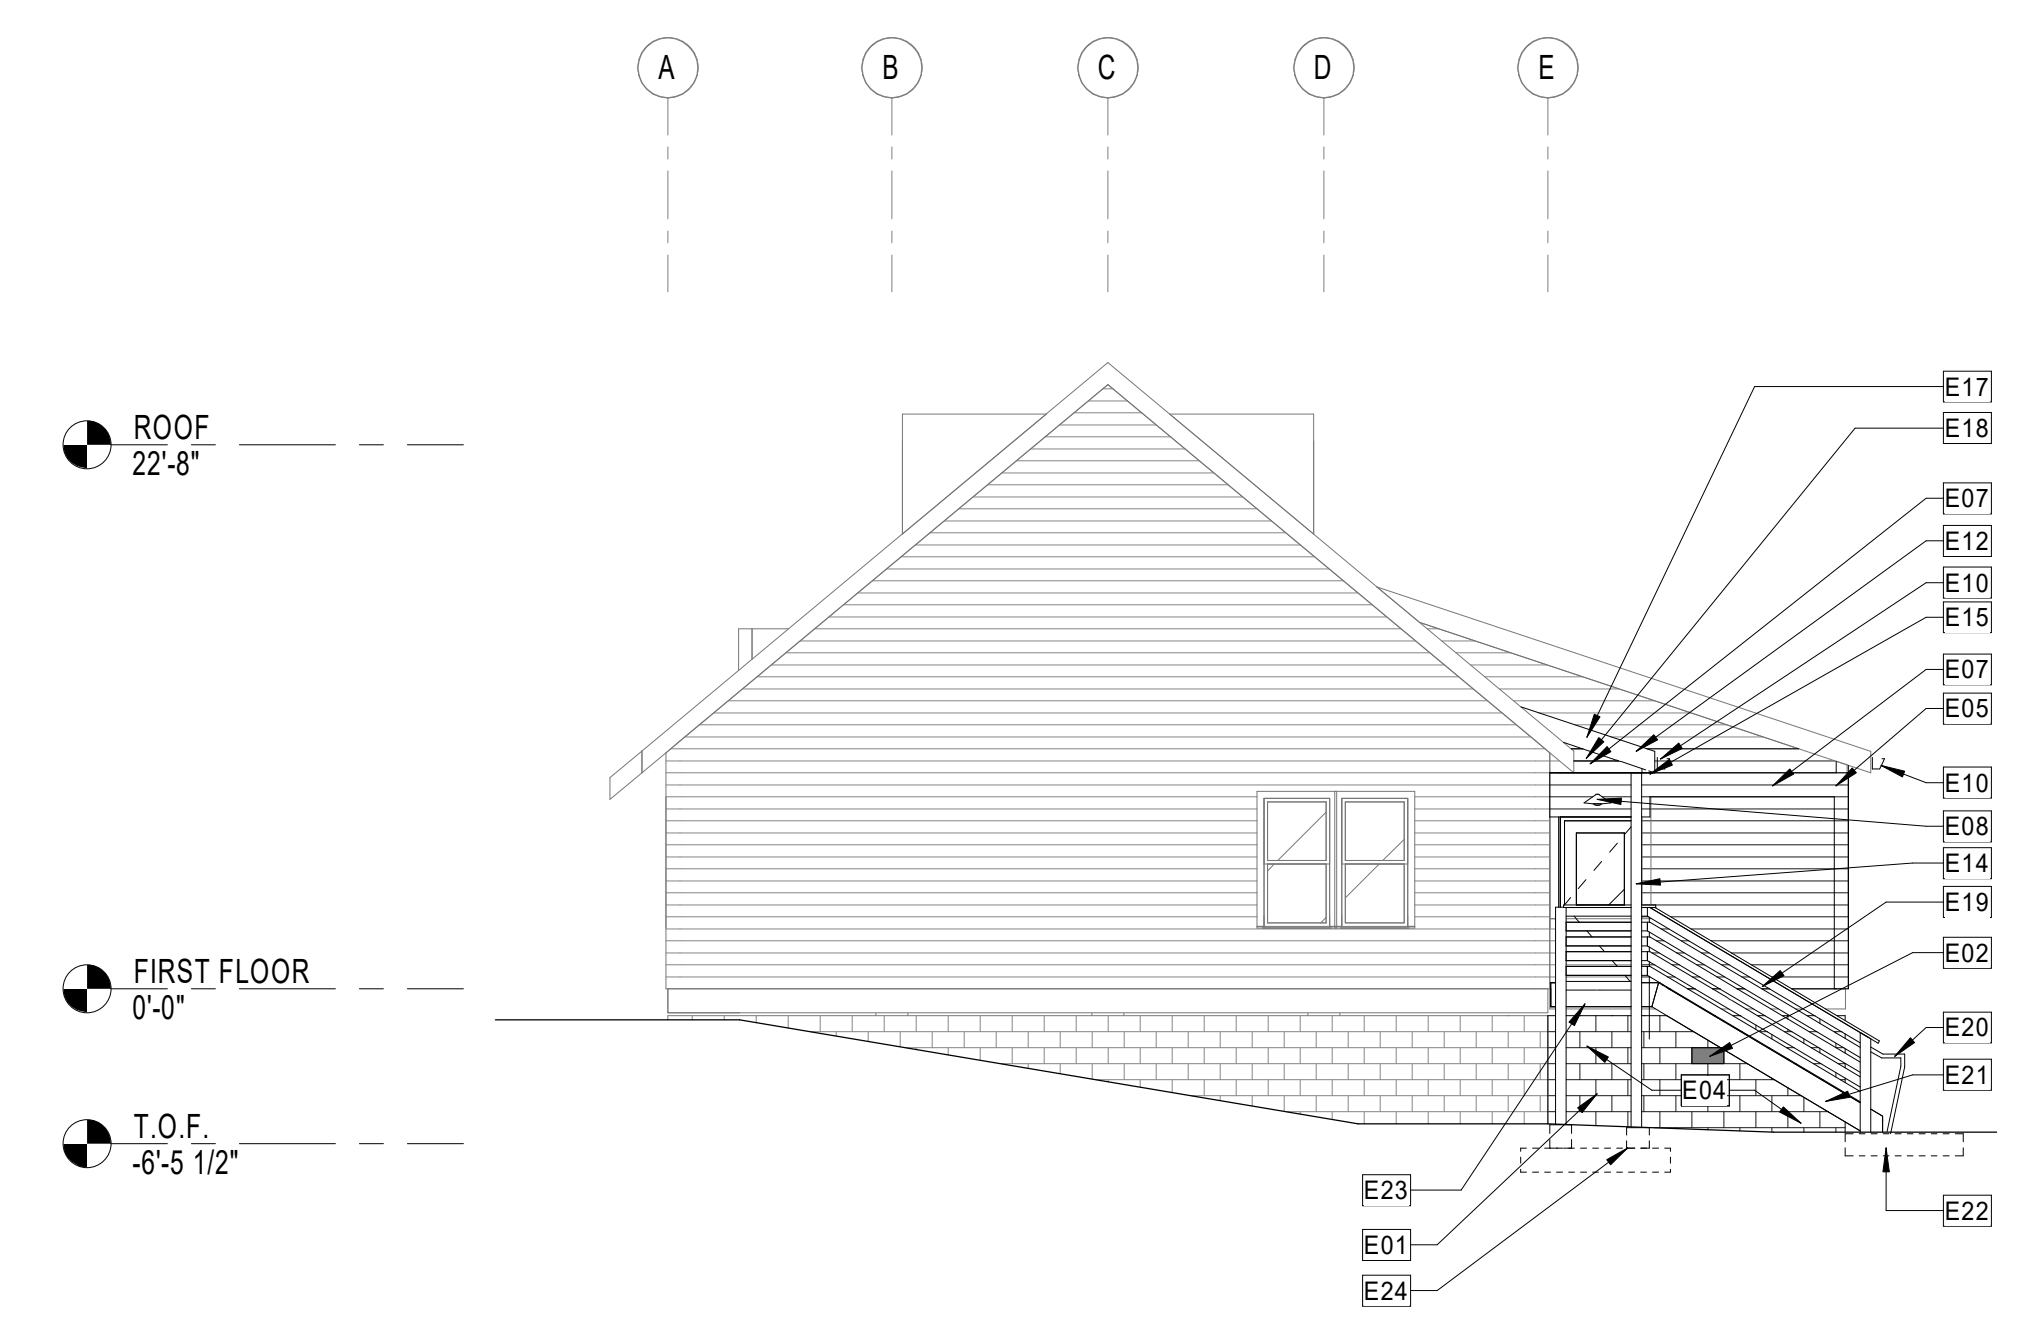 A B C D E
ROOF
22'-8"
E17
E18
E07
E12
E10
E15
E07
E05
E10
E08
E14
E19
E02
FIRST FLOOR
0'-0"
E20
E21
E04
T.O.F.
-6'-5 1/2"
E23
E22
E01
E24